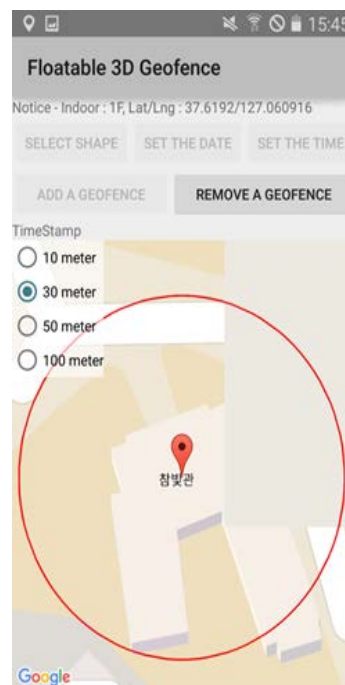 15:45
Floatable 3D Geofence
Notice - Indoor : 1F, Lat/Lng : 37.6192/127.060916
SELECT SHAPE SET THE DATE SET THE TIME
ADD A GEOFENCE REMOVE A GEOFENCE
TimeStamp
10 meter
30 meter
50 meter
100 meter
참빛관
Google